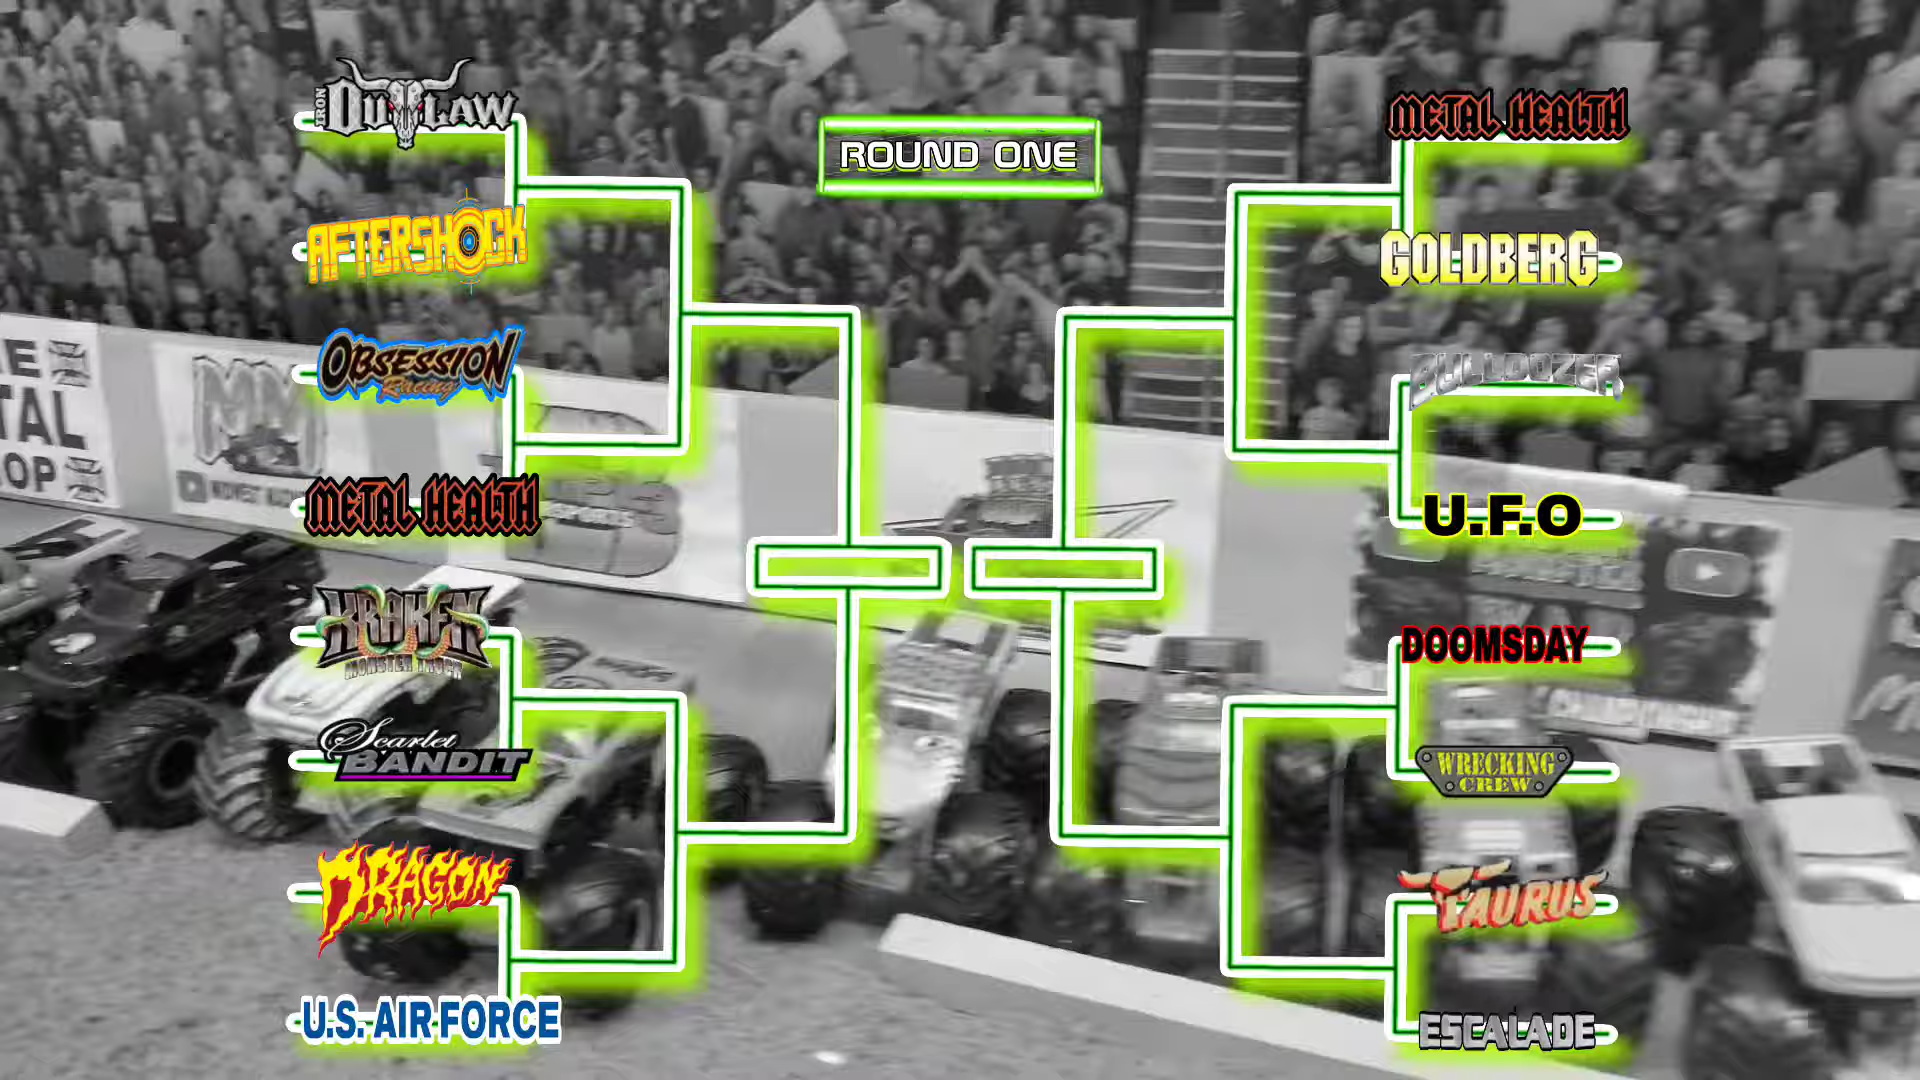 ROUND ONE
IRON OUTLAW
AFTERSHOCK
OBSESSION
Racing
METAL HEALTH
KRAKEN
MONSTER TRUCK
Scarlet
BANDIT
DRAGON
U.S. AIR FORCE
METAL HEALTH
GOLDBERG
BULLDOZER
U.F.O
DOOMSDAY
WRECKING
CREW
TAURUS
ESCALADE